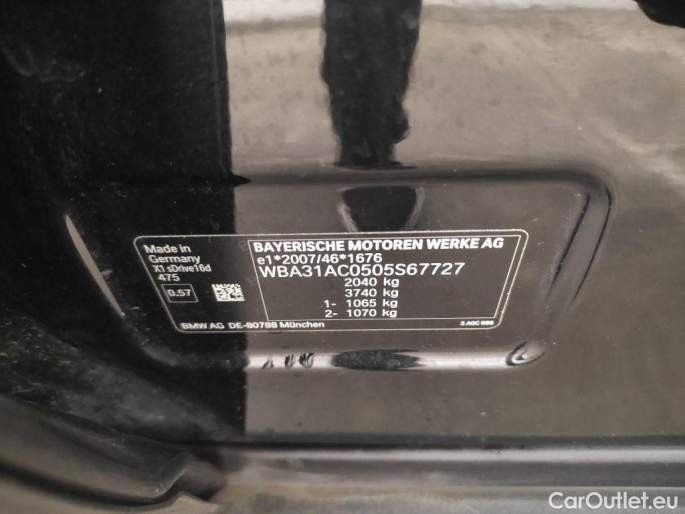 Made in
Germany
X1 sDrive16d
475
0.57
BAYERISCHE MOTOREN WERKE AG
e1*2007/46*1676
WBA31AC0505S67727
2040 kg
3740 kg
1- 1065 kg
2- 1070 kg
BMW AG DE-80788 München
CarOutlet.eu